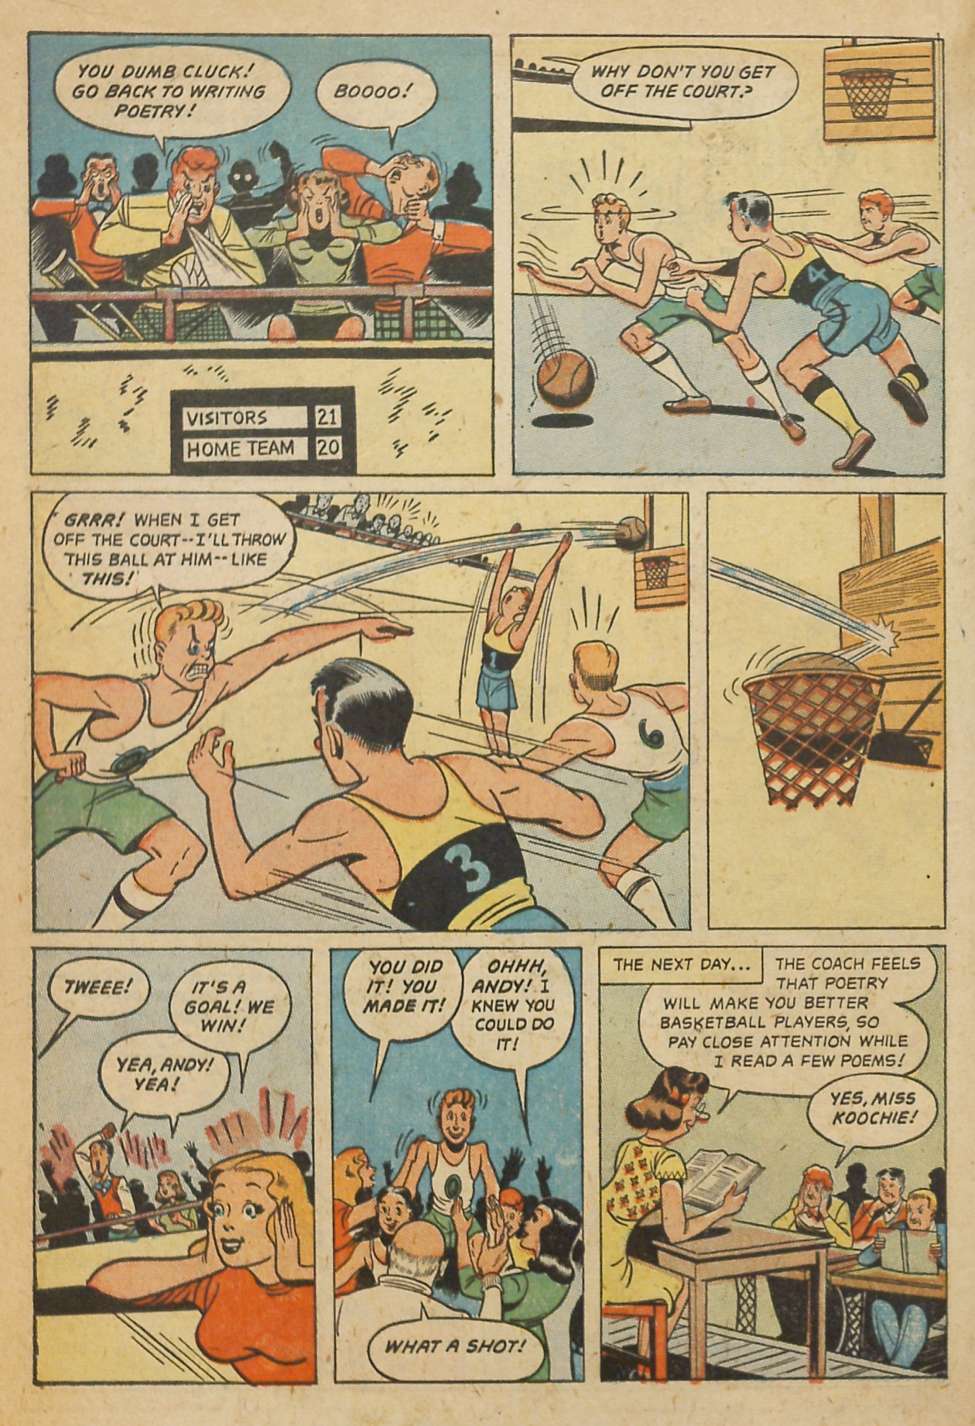 YOU DUMB CLUCK!
GO BACK TO WRITING
POETRY!
BOOOO!
VISITORS 21
HOME TEAM 20
WHY DON'T YOU GET
OFF THE COURT?
4
GRRR! WHEN I GET
OFF THE COURT--I'LL THROW
THIS BALL AT HIM--LIKE
THIS!
1
6
3
TWEEE!
IT'S A
GOAL! WE
WIN!
YEA, ANDY!
YEA!
YOU DID
IT! YOU
MADE IT!
OHHH,
ANDY! I
KNEW YOU
COULD DO
IT!
WHAT A SHOT!
THE NEXT DAY...
THE COACH FEELS
THAT POETRY
WILL MAKE YOU BETTER
BASKETBALL PLAYERS, SO
PAY CLOSE ATTENTION WHILE
I READ A FEW POEMS!
YES, MISS
KOOCHIE!